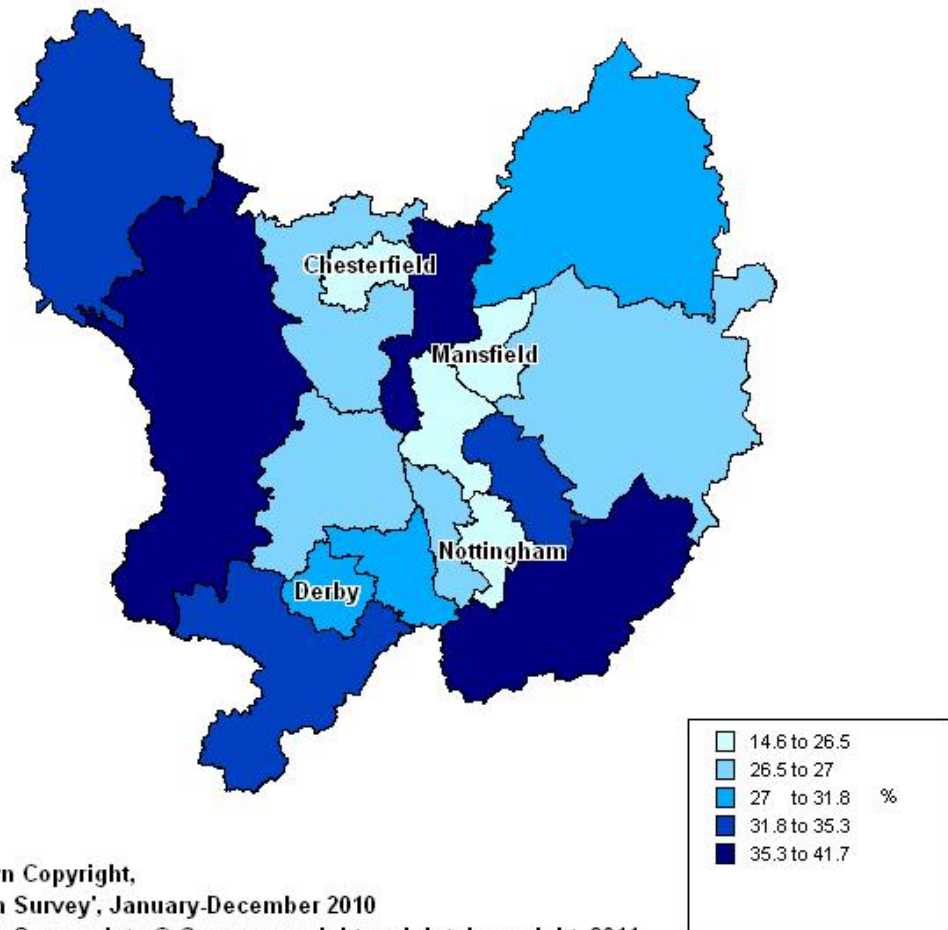 Chesterfield
Mansfield
Nottingham
Derby
14.6 to 26.5
26.5 to 27
27 to 31.8 %
31.8 to 35.3
35.3 to 41.7
n Copyright,
n Survey', January-December 2010